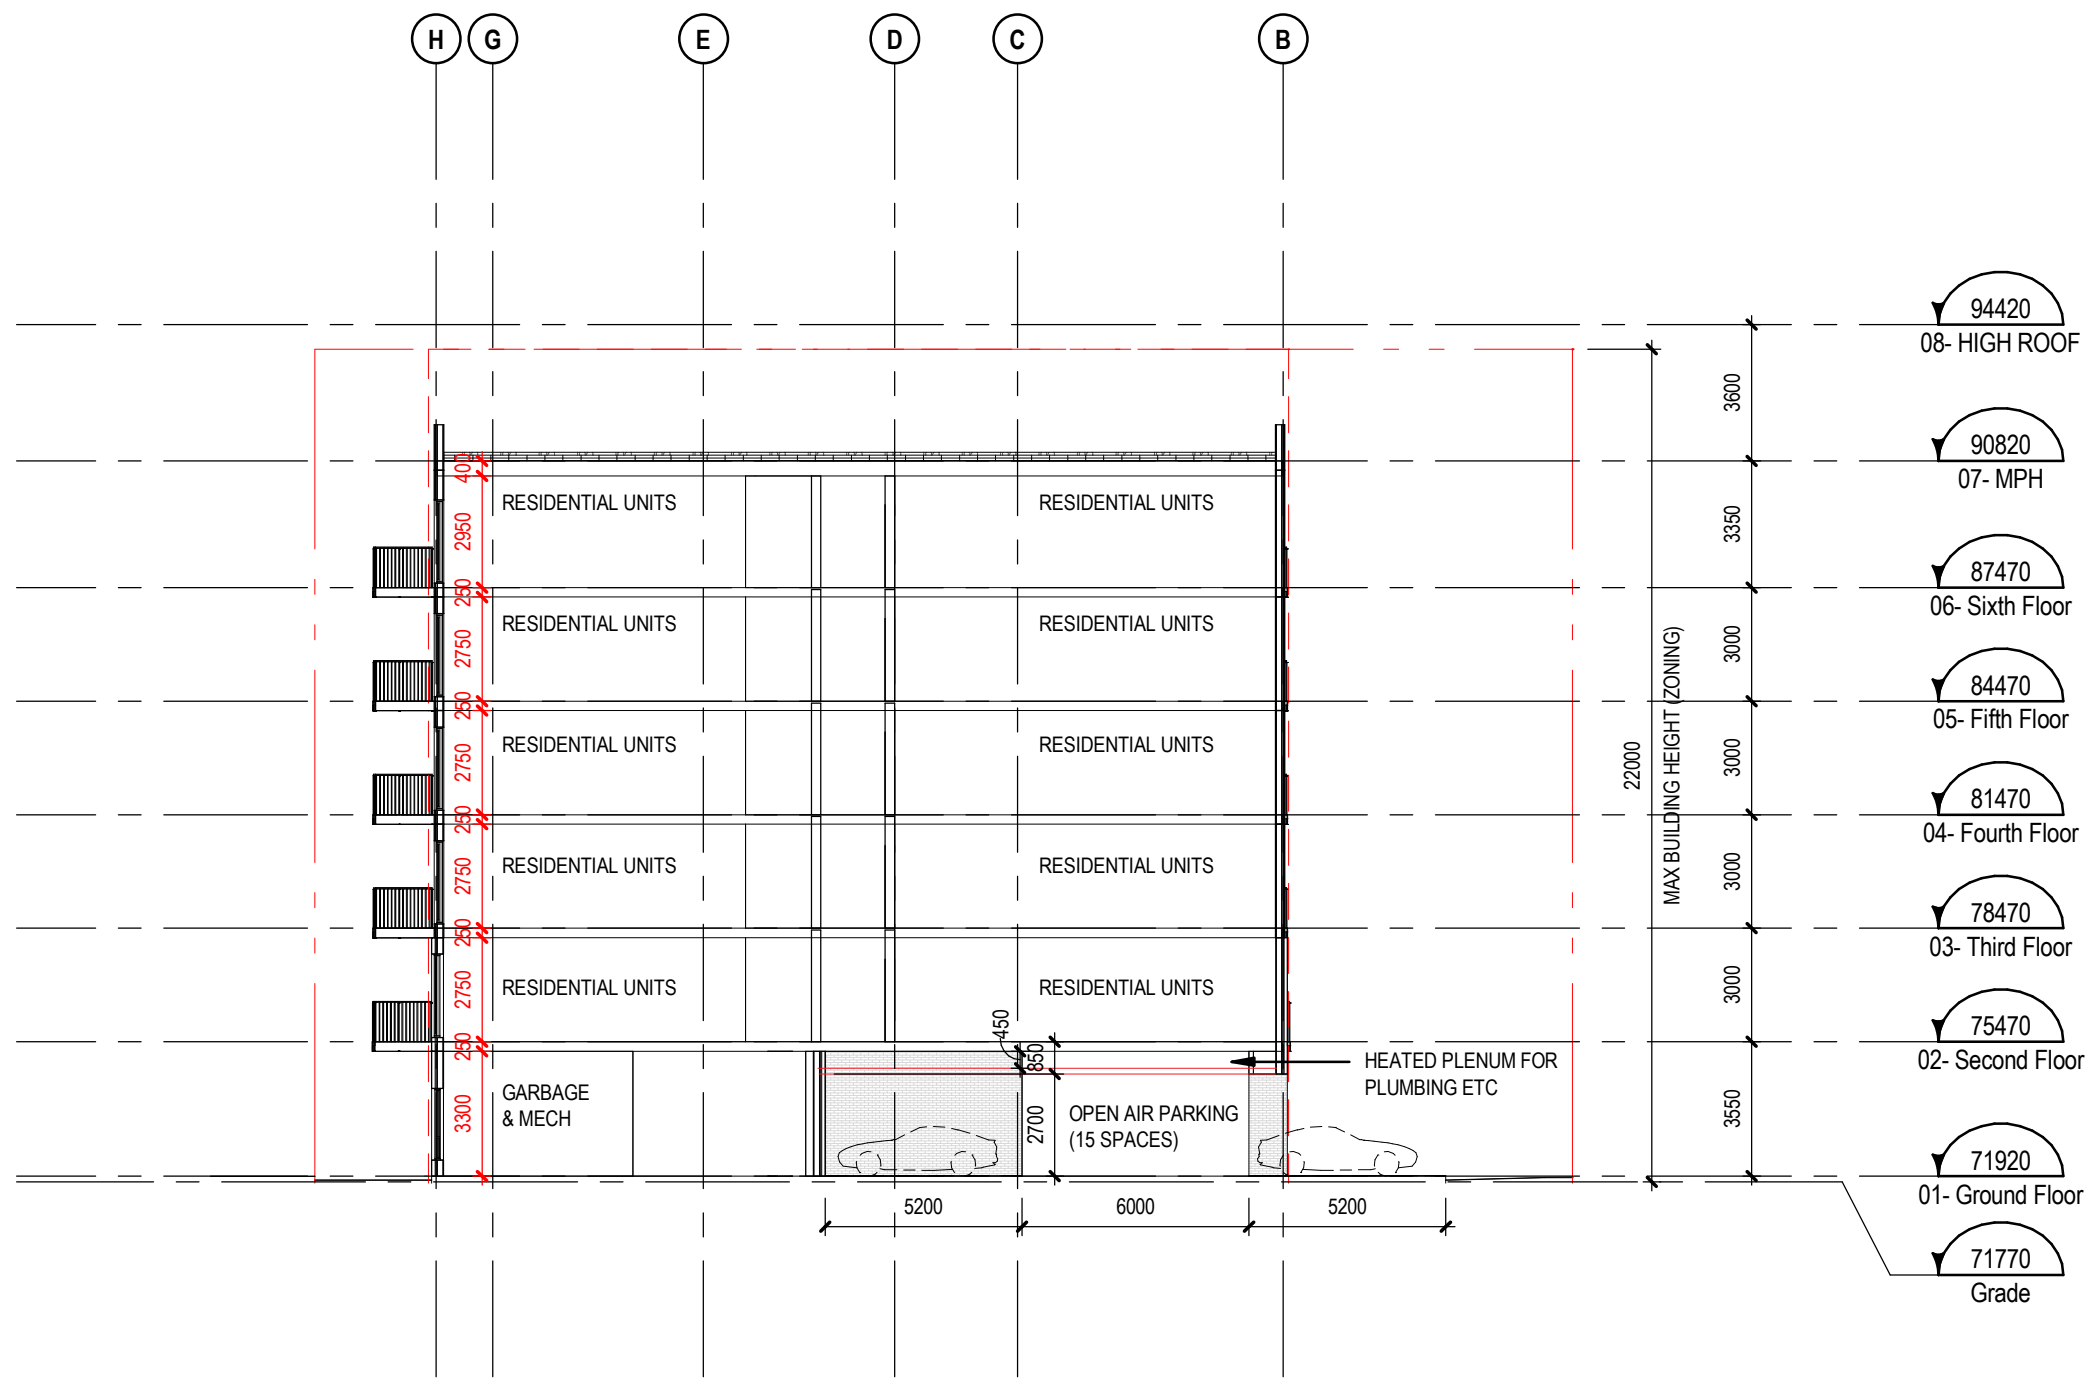 H G E D C B
94420
08- HIGH ROOF
3600
90820
07- MPH
400
RESIDENTIAL UNITS RESIDENTIAL UNITS
2950
3350
87470
06- Sixth Floor
250
RESIDENTIAL UNITS RESIDENTIAL UNITS
2750
3000
84470
05- Fifth Floor
250
RESIDENTIAL UNITS RESIDENTIAL UNITS
2750
22000
MAX BUILDING HEIGHT (ZONING)
3000
81470
04- Fourth Floor
250
RESIDENTIAL UNITS RESIDENTIAL UNITS
2750
3000
78470
03- Third Floor
250
RESIDENTIAL UNITS RESIDENTIAL UNITS
2750
3000
75470
02- Second Floor
250
450
850
HEATED PLENUM FOR
PLUMBING ETC
GARBAGE
& MECH
3300
2700
OPEN AIR PARKING
(15 SPACES)
3550
71920
01- Ground Floor
5200 6000 5200
71770
Grade